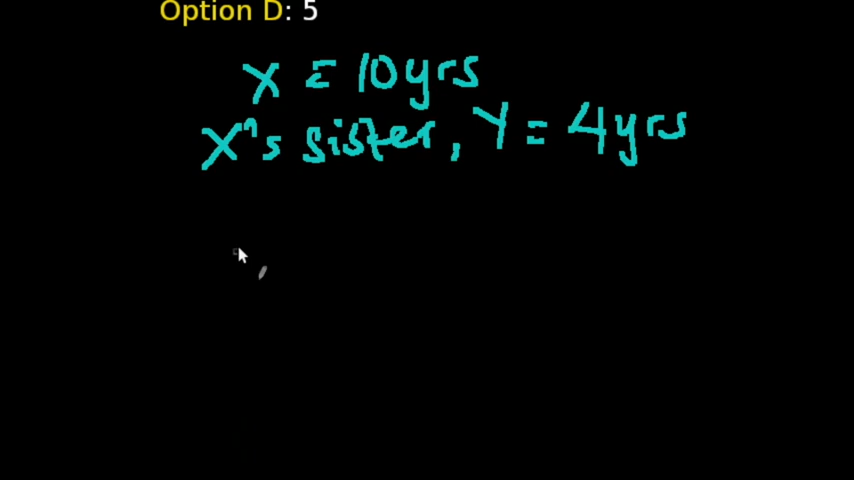 Option D: 5
X = 10yrs
X's sister, Y = 4yrs